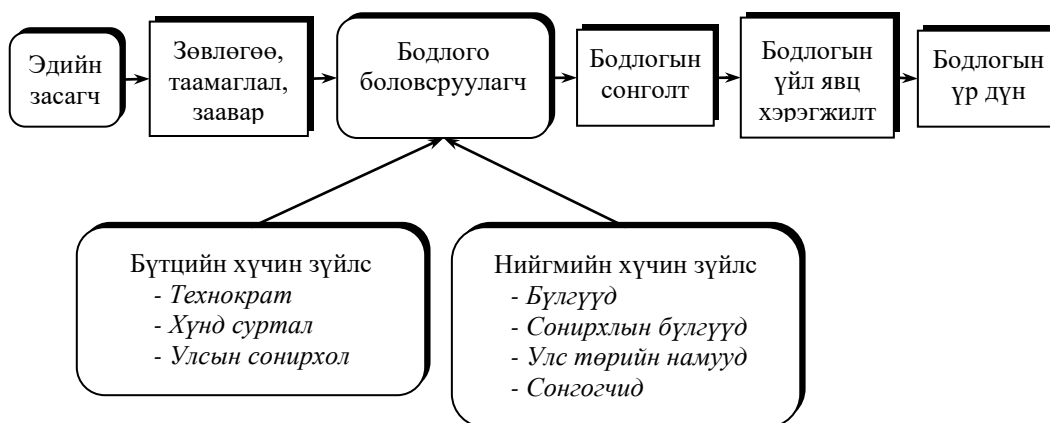 Эдийн
засагч
Зөвлөгөө,
таамаглал,
заавар
Бодлого
боловсруулагч
Бодлогын
сонголт
Бодлогын
үйл явц
хэрэгжилт
Бодлогын
үр дүн
Бүтцийн хүчин зүйлс
- Технократ
- Хүнд суртал
- Улсын сонирхол
Нийгмийн хүчин зүйлс
- Бүлгүүд
- Сонирхлын бүлгүүд
- Улс төрийн намууд
- Сонгогчид